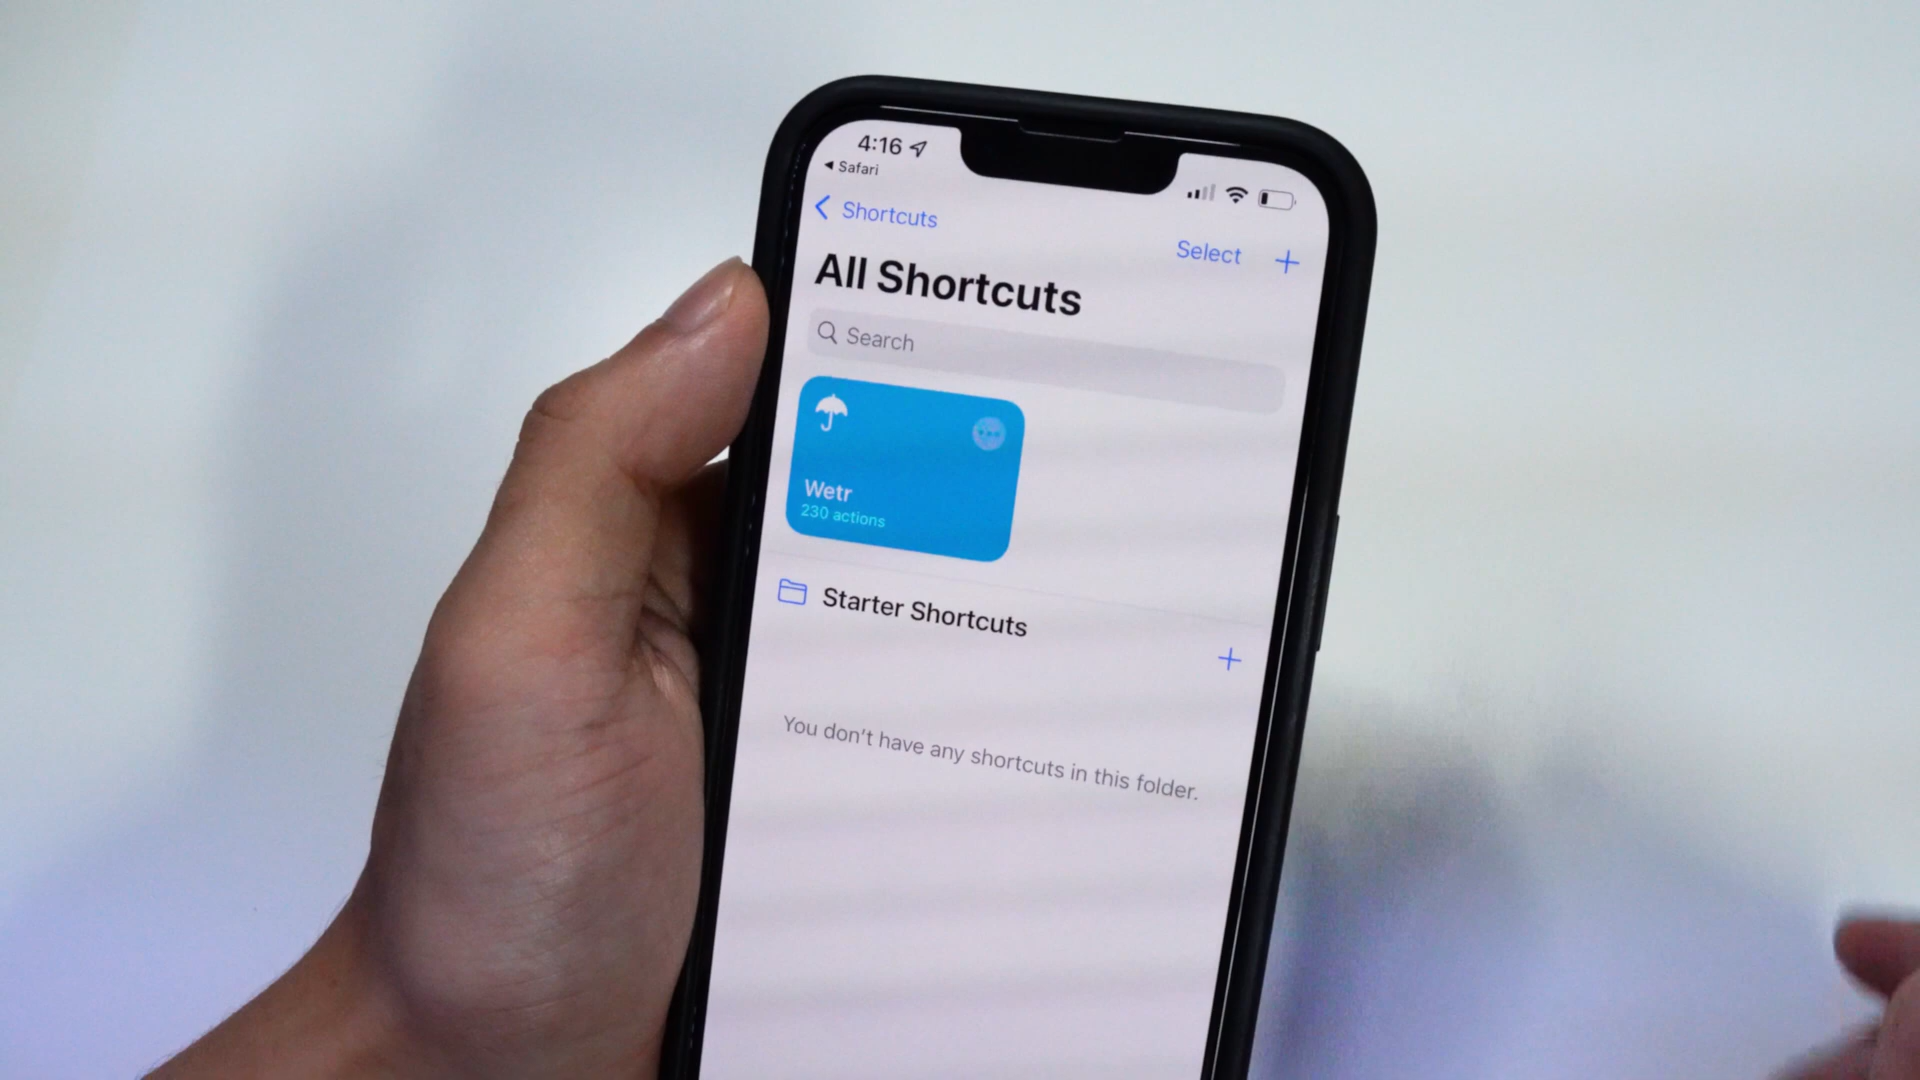 4:16
Safari
Shortcuts
Select
All Shortcuts
Search
Wetr
230 actions
Starter Shortcuts
You don't have any shortcuts in this folder.